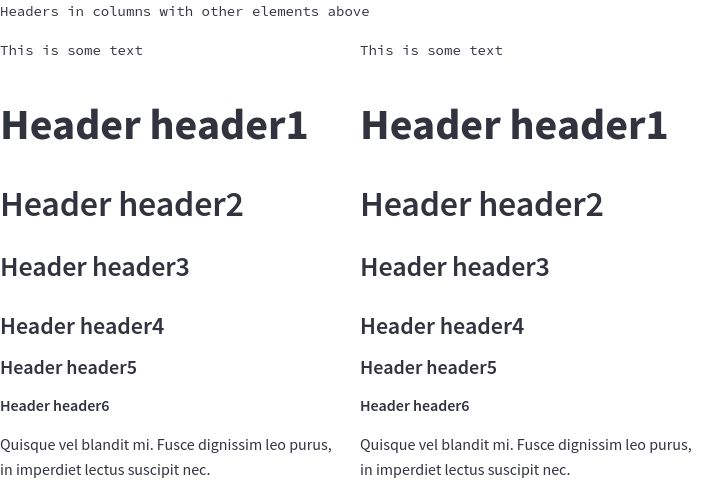 Headers in columns with other elements above
This is some text
Header header1
Header header2
Header header3
Header header4
Header header5
Header header6
Quisque vel blandit mi. Fusce dignissim leo purus,
in imperdiet lectus suscipit nec.
This is some text
Header header1
Header header2
Header header3
Header header4
Header header5
Header header6
Quisque vel blandit mi. Fusce dignissim leo purus,
in imperdiet lectus suscipit nec.